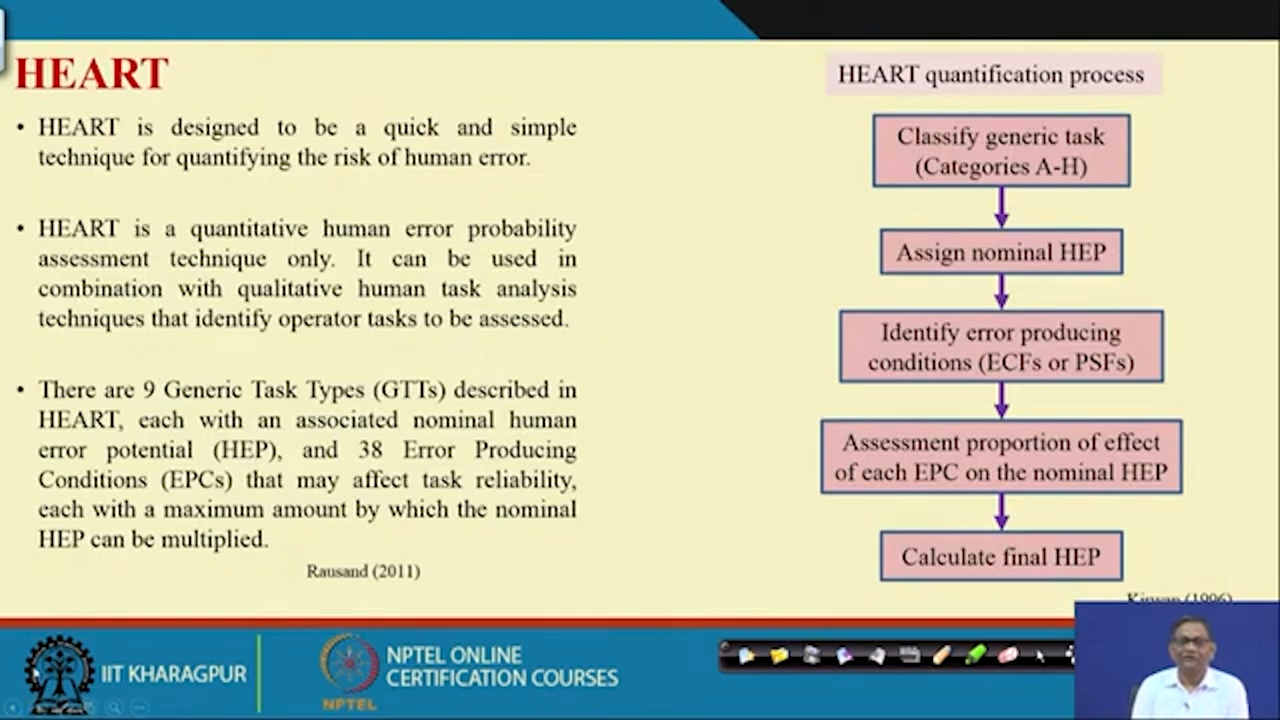 HEART
• HEART is designed to be a quick and simple
technique for quantifying the risk of human error.
• HEART is a quantitative human error probability
assessment technique only. It can be used in
combination with qualitative human task analysis
techniques that identify operator tasks to be assessed.
• There are 9 Generic Task Types (GTTs) described in
HEART, each with an associated nominal human
error potential (HEP), and 38 Error Producing
Conditions (EPCs) that may affect task reliability,
each with a maximum amount by which the nominal
HEP can be multiplied.
Rausand (2011)
HEART quantification process
Classify generic task
(Categories A-H)
Assign nominal HEP
Identify error producing
conditions (ECFs or PSFs)
Assessment proportion of effect
of each EPC on the nominal HEP
Calculate final HEP
Kirwan (1996)
IIT KHARAGPUR
NPTEL
NPTEL ONLINE
CERTIFICATION COURSES